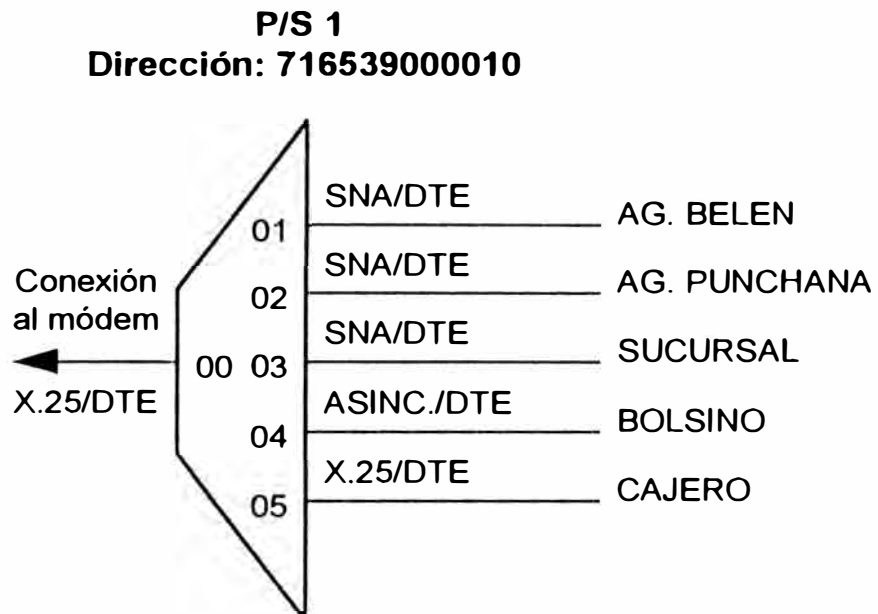 P/S 1
Dirección: 716539000010
SNA/DTE
01
AG. BELEN
SNA/DTE
02
AG. PUNCHANA
Conexión
al módem
SNA/DTE
00 03
SUCURSAL
X.25/DTE
ASINC./DTE
04
BOLSINO
X.25/DTE
05
CAJERO